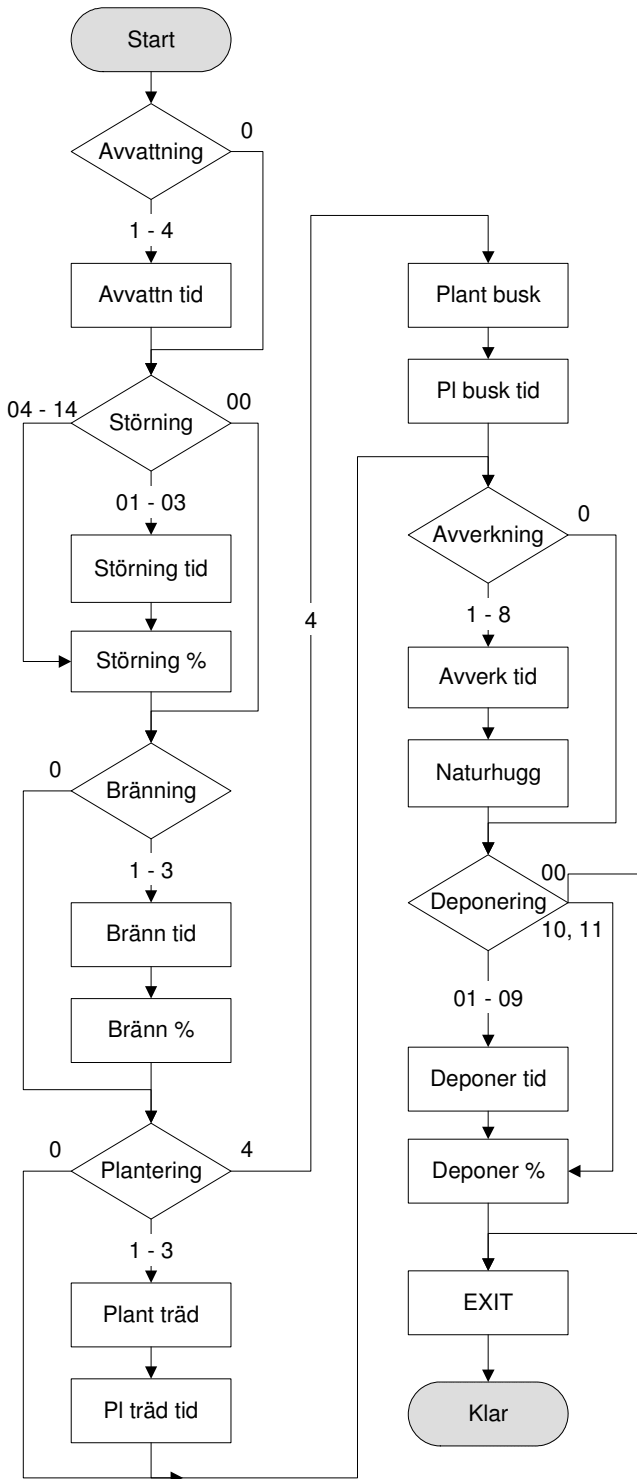 Start
Avvattning
0
1 - 4
Avvattn tid
04 - 14
Störning
00
01 - 03
Störning tid
Störning %
0
Bränning
1 - 3
Bränn tid
Bränn %
0
Plantering
4
1 - 3
Plant träd
Pl träd tid
4
Plant busk
Pl busk tid
Avverkning
0
1 - 8
Avverk tid
Naturhugg
00
Deponering
10, 11
01 - 09
Deponer tid
Deponer %
EXIT
Klar